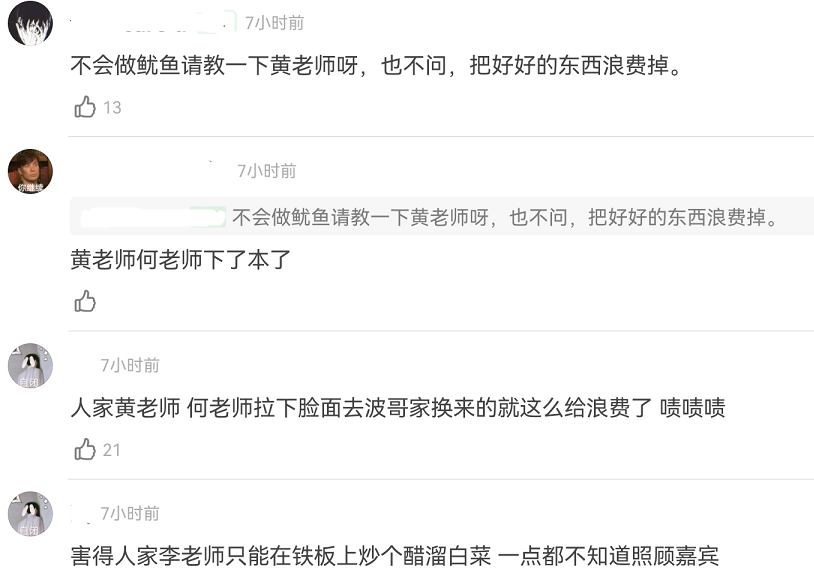 7小时前
不会做鱿鱼请教一下黄老师呀，也不问，把好好的东西浪费掉。
13
你继续
7小时前
不会做鱿鱼请教一下黄老师呀，也不问，把好好的东西浪费掉。
黄老师何老师下了本了
7小时前
自闭
人家黄老师 何老师拉下脸面去波哥家换来的就这么给浪费了 啧啧啧
21
7小时前
自闭
害得人家李老师只能在铁板上炒个醋溜白菜 一点都不知道照顾嘉宾